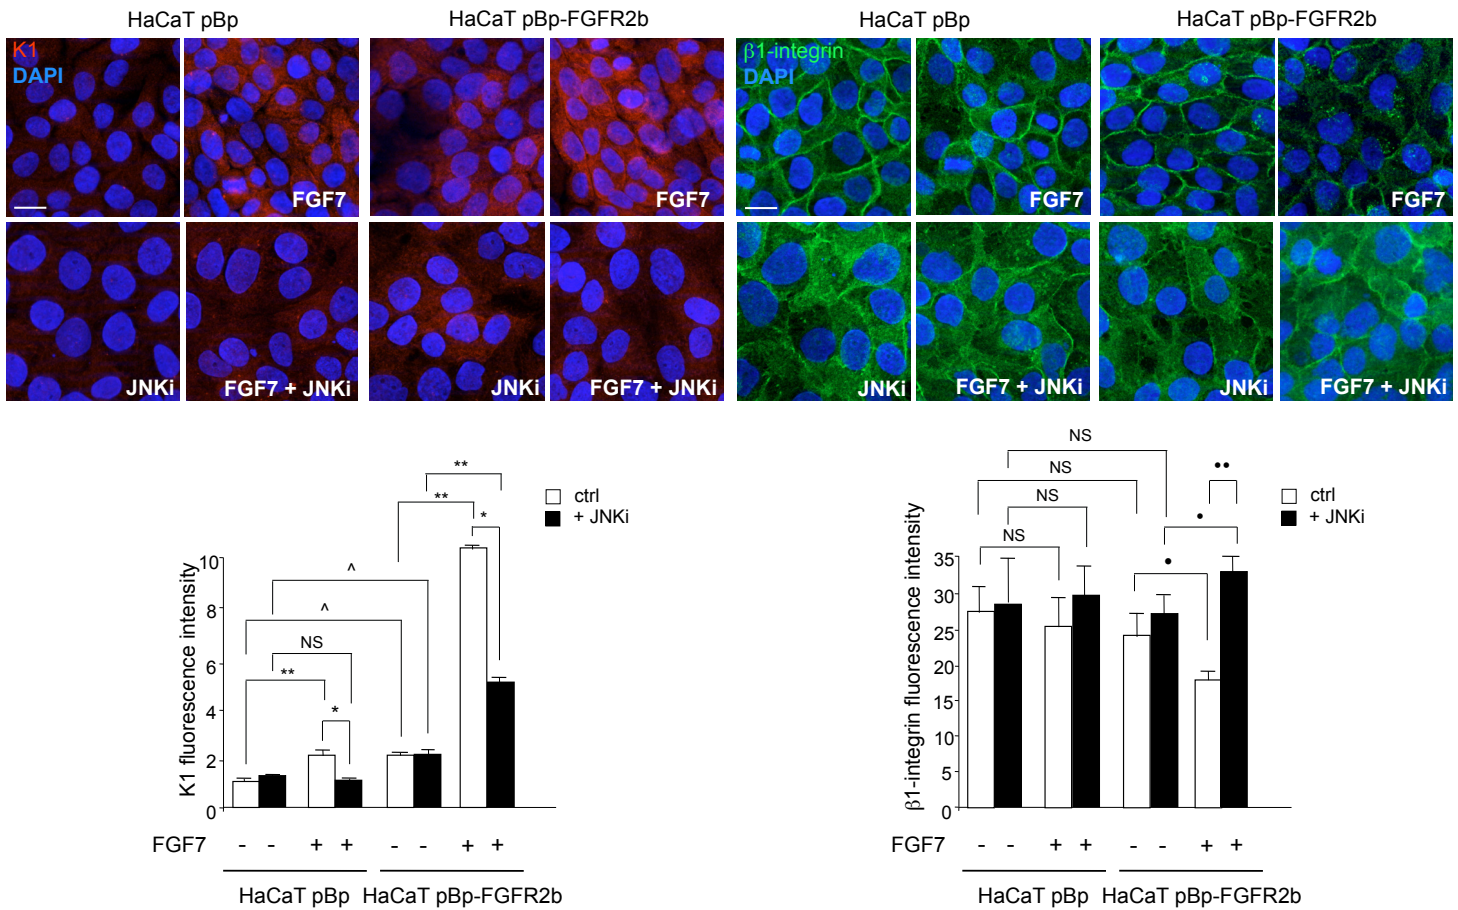 HaCaT pBp
HaCaT pBp-FGFR2b
HaCaT pBp
HaCaT pBp-FGFR2b
K1
DAPI
FGF7
FGF7
β1-integrin
DAPI
FGF7
FGF7
JNKi
FGF7 + JNKi
JNKi
FGF7 + JNKi
JNKi
FGF7 + JNKi
JNKi
FGF7 + JNKi
K1 fluorescence intensity
10
8
6
4
2
0
**
*
NS
^
^
**
*
**
ctrl
+ JNKi
FGF7 - - + + - - + +
HaCaT pBp HaCaT pBp-FGFR2b
β1-integrin fluorescence intensity
35
30
25
20
15
10
5
0
NS
NS
NS
NS
•
•
••
ctrl
+ JNKi
FGF7 - - + + - - + +
HaCaT pBp HaCaT pBp-FGFR2b